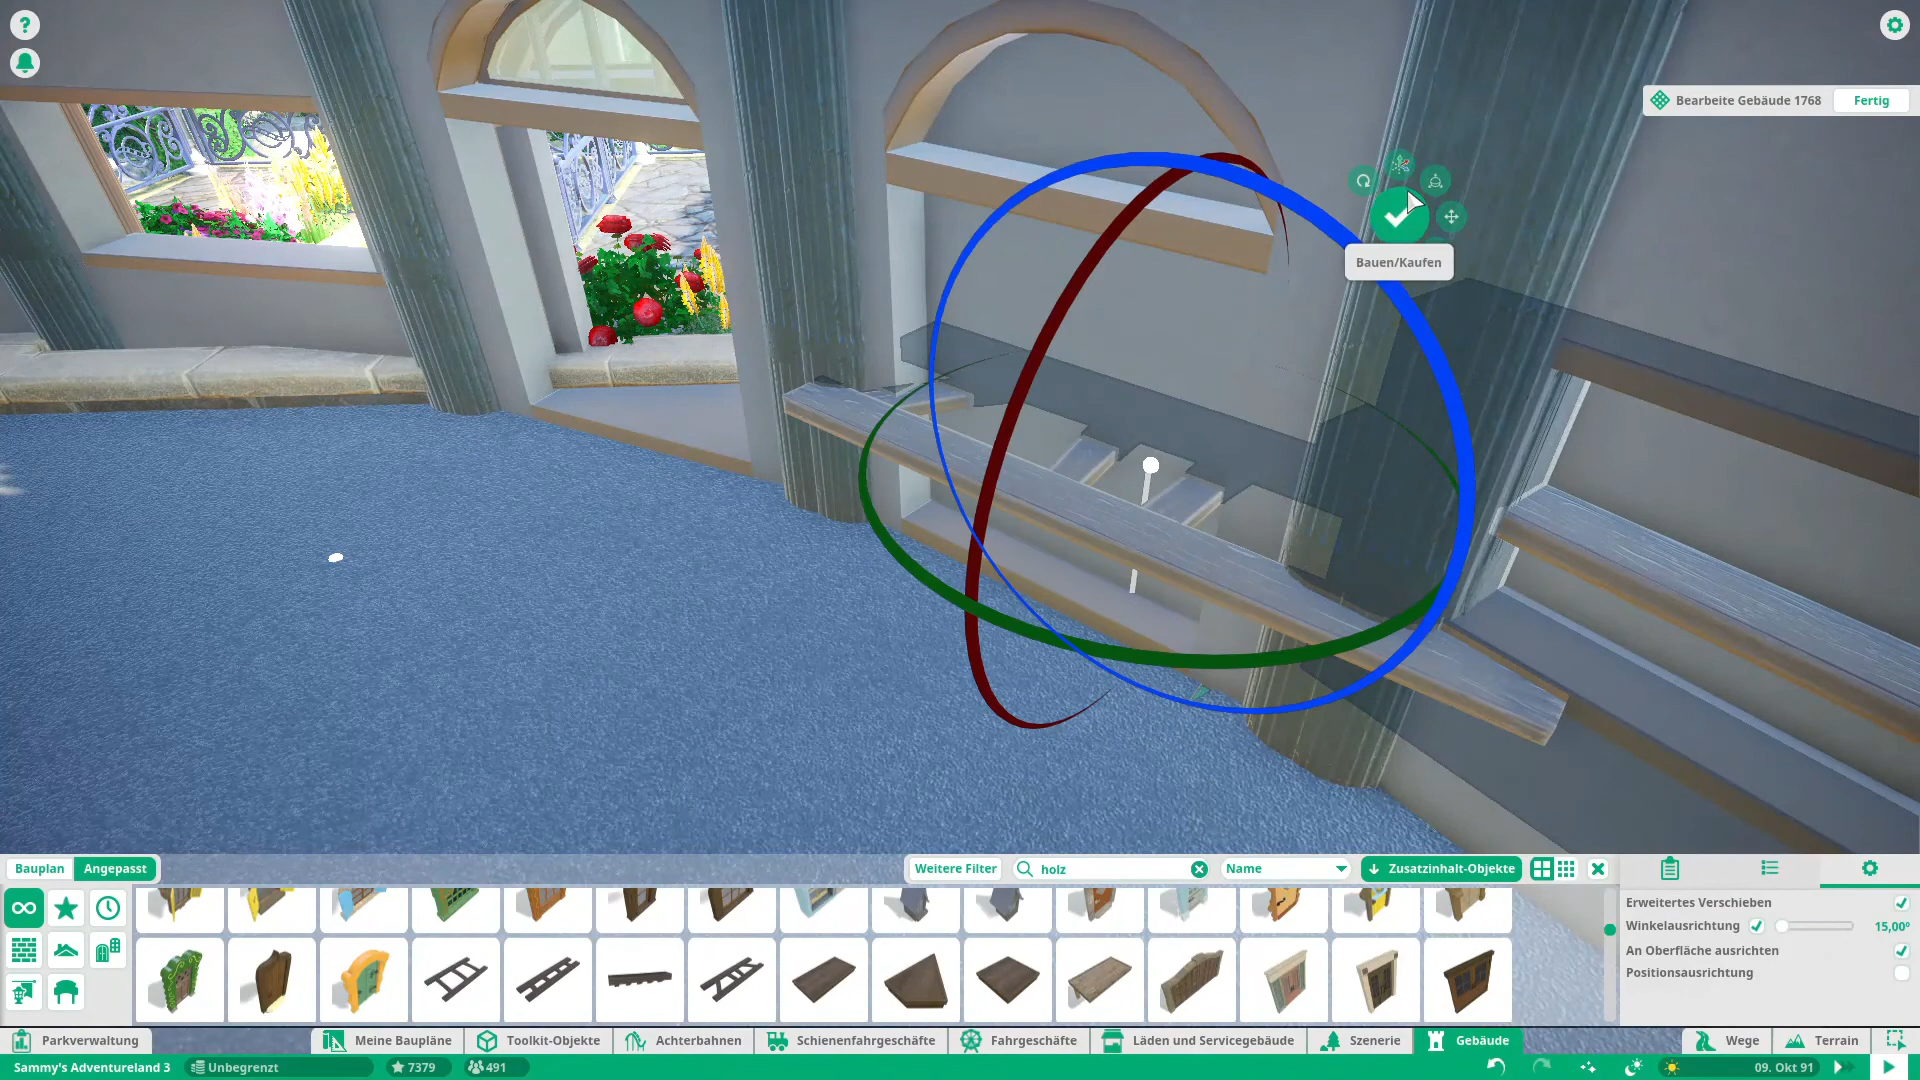 ?
Bearbeite Gebäude 1768
Fertig
Bauen/Kaufen
Bauplan
Angepasst
Weitere Filter
holz
Name
Zusatzinhalt-Objekte
Erweitertes Verschieben
Winkelausrichtung
15,00°
An Oberfläche ausrichten
Positionsausrichtung
Parkverwaltung
Meine Baupläne
Toolkit-Objekte
Achterbahnen
Schienenfahrgeschäfte
Fahrgeschäfte
Läden und Servicegebäude
Szenerie
Gebäude
Wege
Terrain
Sammy's Adventureland 3
Unbegrenzt
7379
491
09. Okt 91